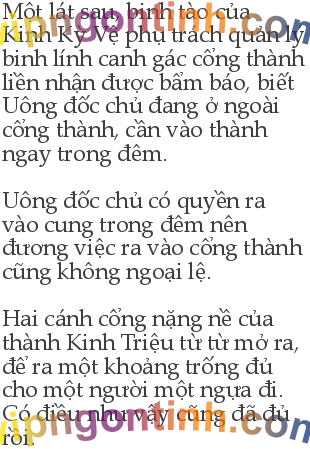 Một lát sau, binh tào của
Kinh Kỳ Vệ phụ trách quản lý
binh lính canh gác cổng thành
liền nhận được bẩm báo, biết
Uông đốc chủ đang ở ngoài
cổng thành, cần vào thành
ngay trong đêm.

Uông đốc chủ có quyền ra
vào cung trong đêm nên
đương việc ra vào cổng thành
cũng không ngoại lệ.

Hai cánh cổng nặng nề của
thành Kinh Triệu từ từ mở ra,
để ra một khoảng trống đủ
cho một người một ngựa đi.
Có điều như vậy cũng đã đủ
rồi.
vipngontinh.com
vipngontinh.com